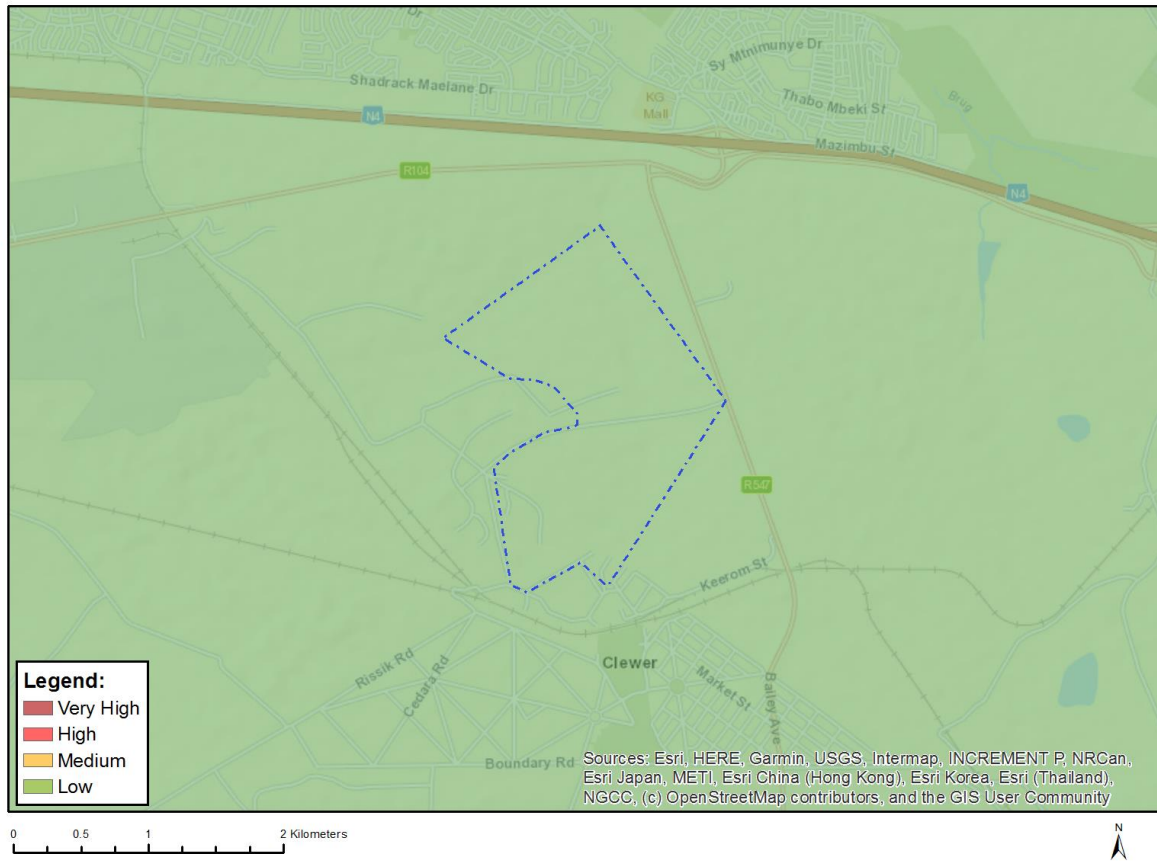 Dr
Shadrack Maelane Dr
Sy Mtnimunye Dr
KG
Mall
Thabo Mbeki St
Brug
N4
Mazimbu St
R104
N4
R547
Keerom St
Clewer
Rissik Rd
Cedara Rd
Market St
Bailey Ave
Boundary Rd
Legend:
Very High
High
Medium
Low
Sources: Esri, HERE, Garmin, USGS, Intermap, INCREMENT P, NRCan,
Esri Japan, METI, Esri China (Hong Kong), Esri Korea, Esri (Thailand),
NGCC, (c) OpenStreetMap contributors, and the GIS User Community
0 0.5 1 2 Kilometers
N